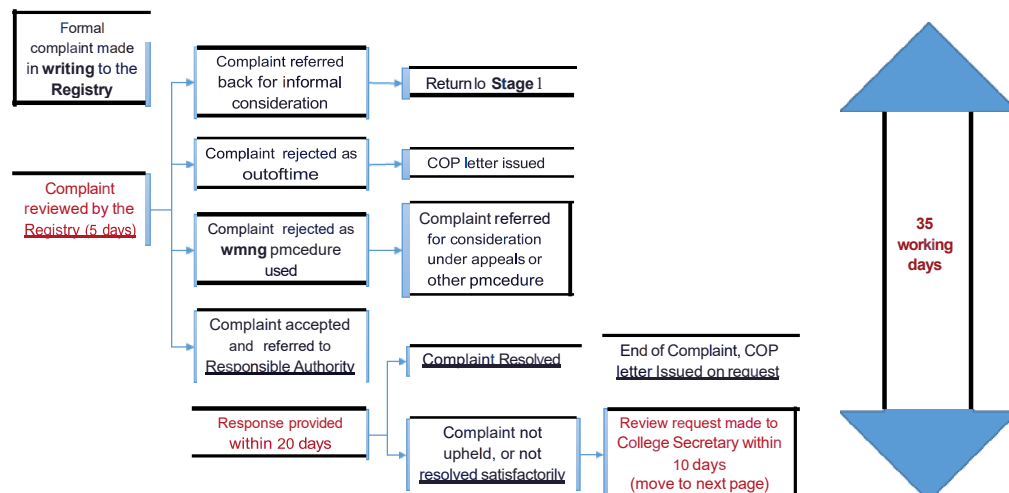 Formal
complaint made
in writing to the
Registry
Complaint referred
back for informal
consideration
Return lo Stage 1
Complaint rejected as
outoftime
COP letter issued
Complaint
reviewed by the
Registry (5 days)
Complaint rejected as
wmng pmcedure
used
Complaint referred
for consideration
under appeals or
other pmcedure
35
working
days
Complaint accepted
and referred to
Responsible Authority
Complaint Resolved
End of Complaint, COP
letter Issued on request
Response provided
within 20 days
Complaint not
upheld, or not
resolved satisfactorily
Review request made to
College Secretary within
10 days
(move to next page)